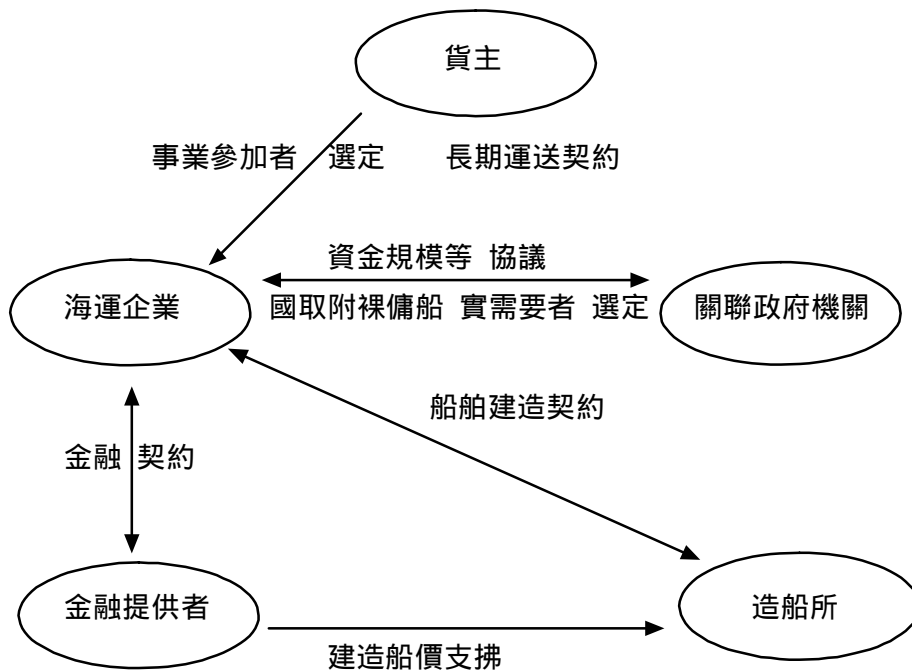 貨主
事業參加者 選定 長期運送契約
資金規模等 協議
海運企業
國取附裸傭船 實需要者 選定
關聯政府機關
船舶建造契約
金融 契約
金融提供者
造船所
建造船價支拂